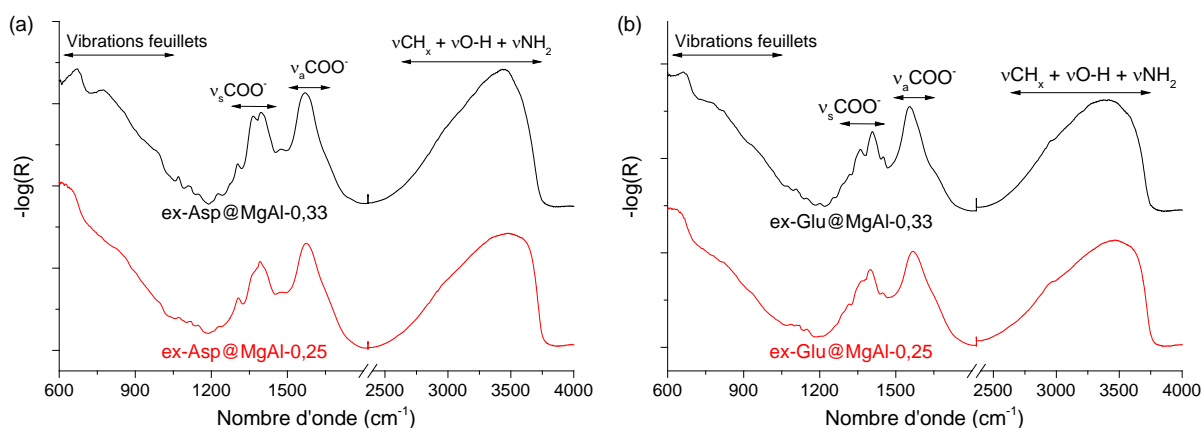 (a)
Vibrations feuillets
νₛCOO⁻
νₐCOO⁻
νCHₓ + νO-H + νNH₂
-log(R)
ex-Asp@MgAl-0,33
ex-Asp@MgAl-0,25
600 900 1200 1500 2500 3000 3500 4000
Nombre d'onde (cm⁻¹)
(b)
Vibrations feuillets
νₛCOO⁻
νₐCOO⁻
νCHₓ + νO-H + νNH₂
-log(R)
ex-Glu@MgAl-0,33
ex-Glu@MgAl-0,25
600 900 1200 1500 2500 3000 3500 4000
Nombre d'onde (cm⁻¹)